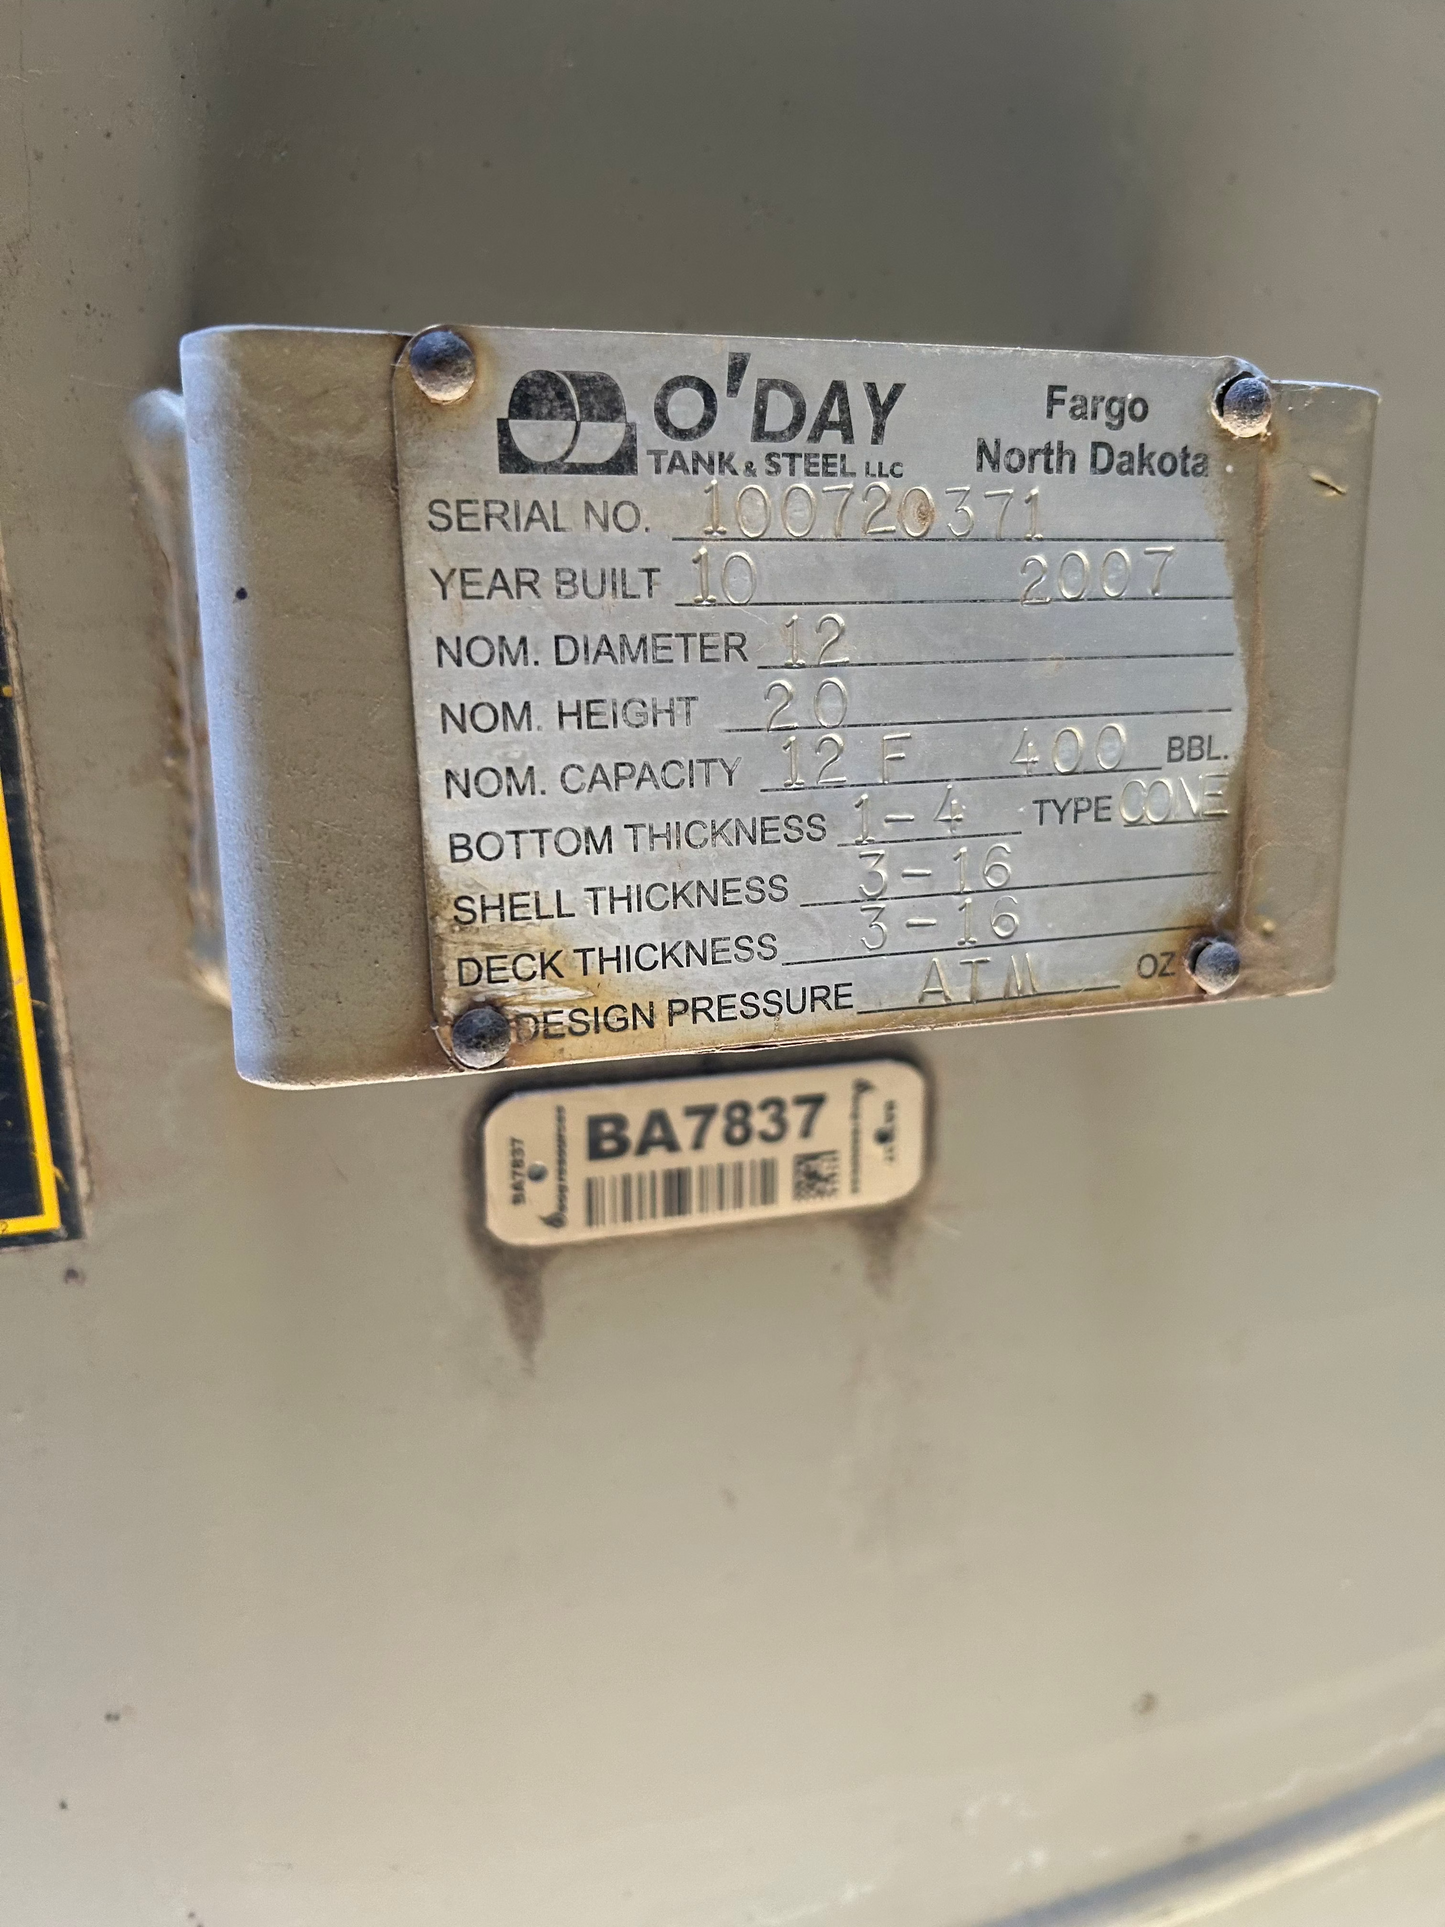 O'DAY
TANK & STEEL LLC
Fargo
North Dakota
SERIAL NO. 100720371
YEAR BUILT 10 2007
NOM. DIAMETER 12
NOM. HEIGHT 20
NOM. CAPACITY 12 F 400 BBL.
BOTTOM THICKNESS 1-4 TYPE CONE
SHELL THICKNESS 3-16
DECK THICKNESS 3-16
DESIGN PRESSURE ATM OZ
BA7837
BA7837